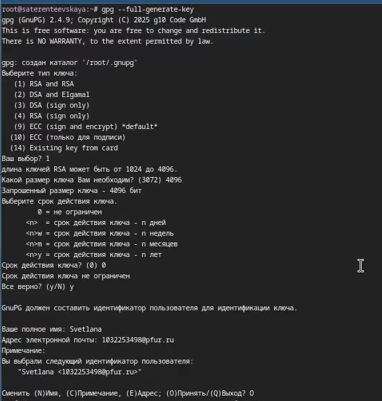 root@saterenteevskaya:~# gpg --full-generate-key
gpg (GnuPG) 2.4.9; Copyright (C) 2025 g10 Code GmbH
This is free software: you are free to change and redistribute it.
There is NO WARRANTY, to the extent permitted by law.
gpg: создан каталог '/root/.gnupg'
Выберите тип ключа:
(1) RSA and RSA
(2) DSA and Elgamal
(3) DSA (sign only)
(4) RSA (sign only)
(9) ECC (sign and encrypt) *default*
(10) ECC (только для подписи)
(14) Existing key from card
Ваш выбор? 1
длина ключей RSA может быть от 1024 до 4096.
Какой размер ключа Вам необходим? (3072) 4096
Запрошенный размер ключа - 4096 бит
Выберите срок действия ключа.
0 = не ограничен
<n> = срок действия ключа - n дней
<n>w = срок действия ключа - n недель
<n>m = срок действия ключа - n месяцев
<n>y = срок действия ключа - n лет
Срок действия ключа? (0) 0
Срок действия ключа не ограничен
Все верно? (y/N) y
GnuPG должен составить идентификатор пользователя для идентификации ключа.
Ваше полное имя: Svetlana
Адрес электронной почты: 1032253498@pfur.ru
Примечание:
Вы выбрали следующий идентификатор пользователя:
"Svetlana <1032253498@pfur.ru>"
Сменить (N)Имя, (C)Примечание, (E)Адрес; (O)Принять/(Q)Выход? O